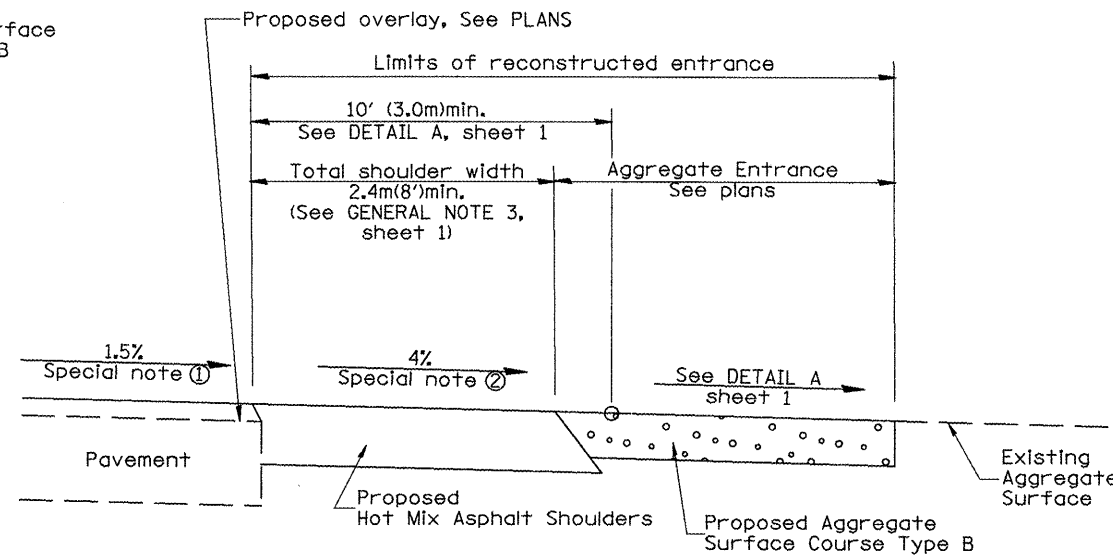 rface
B
Proposed overlay, See PLANS
Limits of reconstructed entrance
10' (3.0m)min.
See DETAIL A, sheet 1
Total shoulder width
2.4m(8')min.
(See GENERAL NOTE 3,
sheet 1)
Aggregate Entrance
See plans
1.5%
Special note ①
4%
Special note ②
See DETAIL A
sheet 1
Pavement
Proposed
Hot Mix Asphalt Shoulders
Proposed Aggregate
Surface Course Type B
Existing
Aggregate
Surface